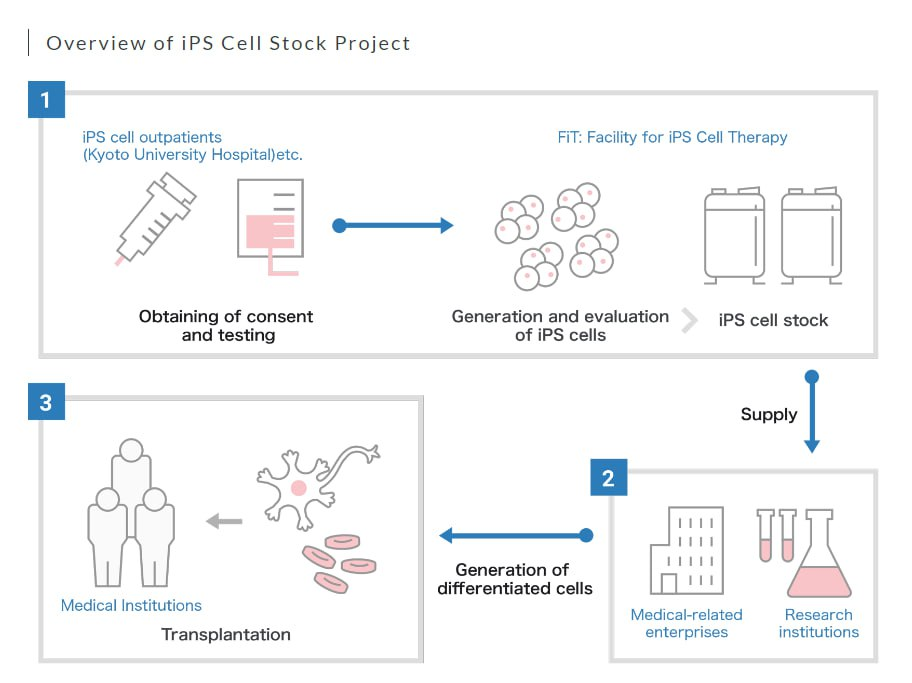 Overview of iPS Cell Stock Project
1
iPS cell outpatients
(Kyoto University Hospital)etc.
FiT: Facility for iPS Cell Therapy
Obtaining of consent
and testing
Generation and evaluation
of iPS cells
iPS cell stock
Supply
2
Medical-related
enterprises
Research
institutions
Generation of
differentiated cells
3
Medical Institutions
Transplantation